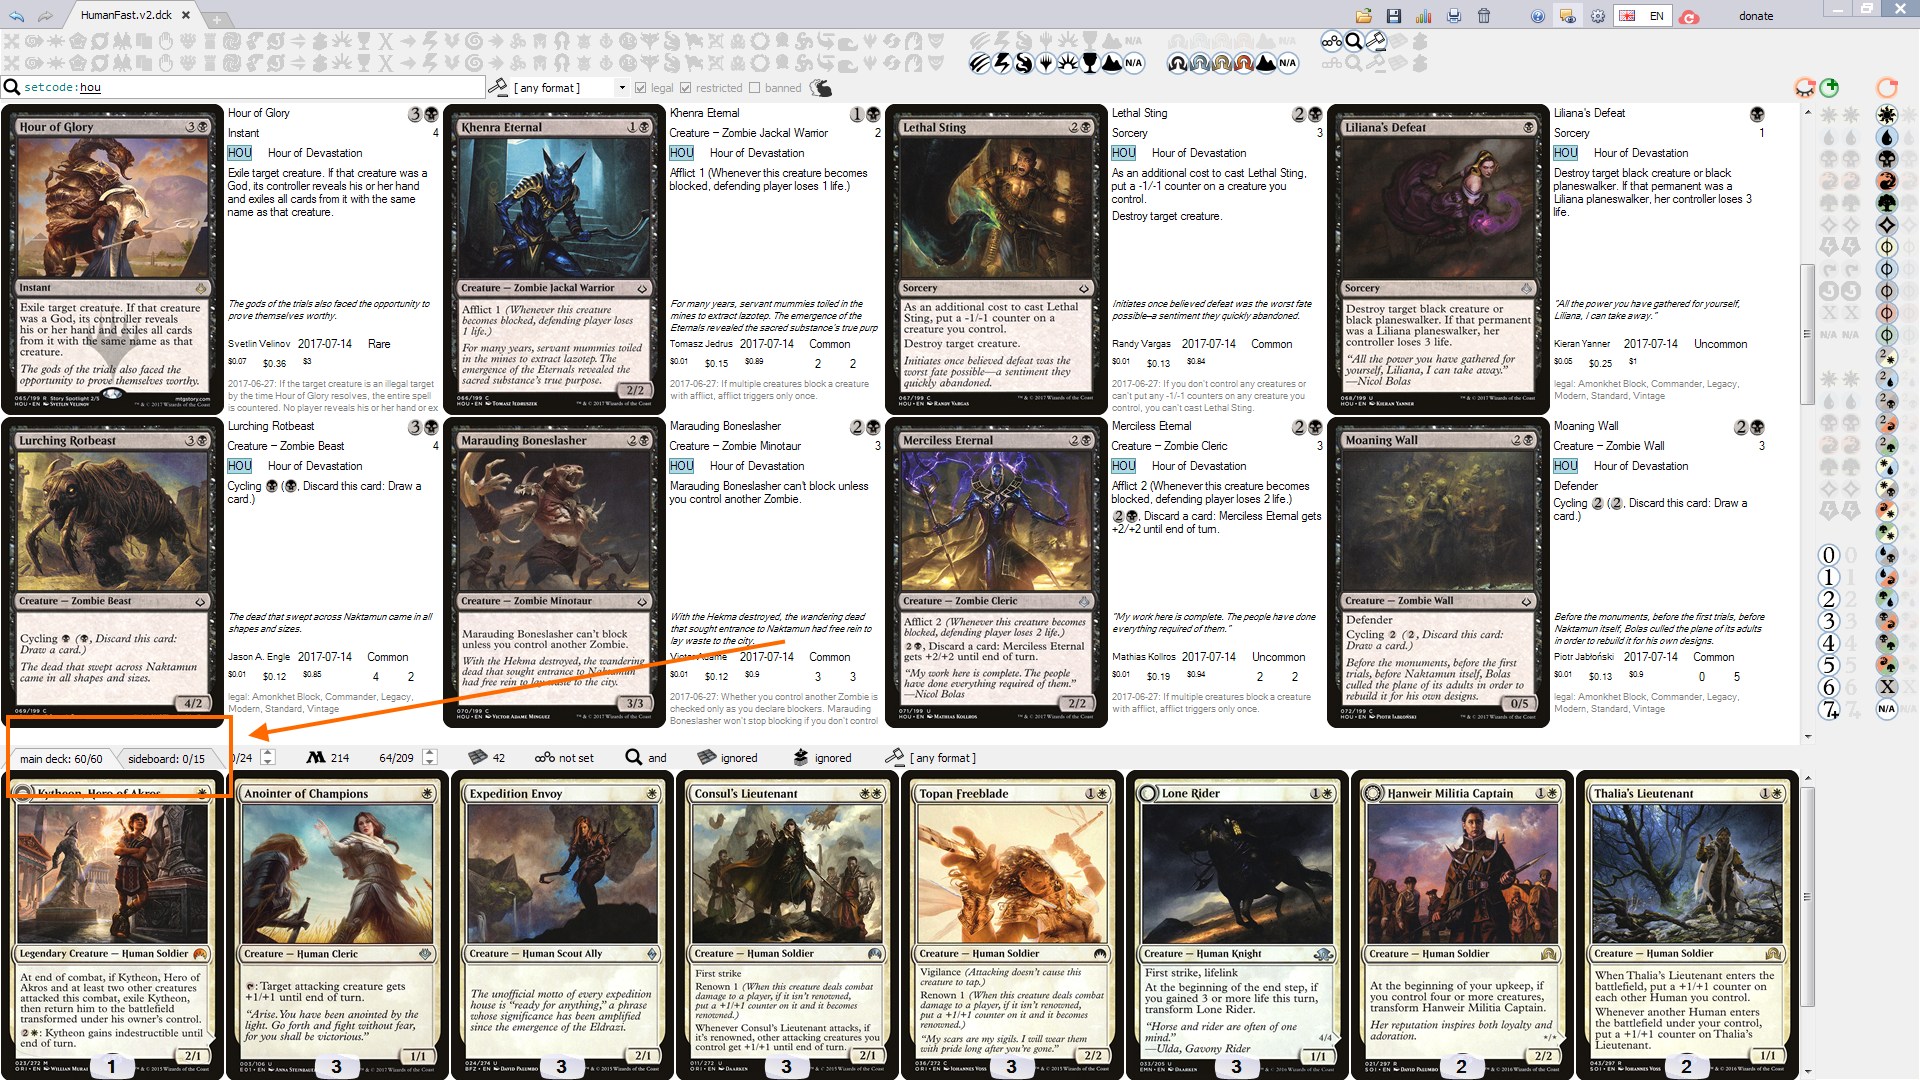 HumanFast.v2.dck
EN
donate
N/A
N/A
N/A
setcode:hou
[ any format ]
legal
restricted
banned
Hour of Glory 3
Instant
Exile target creature. If that creature
was a God, its controller reveals
his or her hand and exiles all cards
from it with the same name as that
creature.
The gods of the trials also faced the
opportunity to prove themselves worthy.
Hour of Glory 3
Instant 4
HOU Hour of Devastation
Exile target creature. If that creature was a
God, its controller reveals his or her hand
and exiles all cards from it with the same
name as that creature.
The gods of the trials also faced the opportunity to
prove themselves worthy.
Svetlin Velinov 2017-07-14 Rare
$0.07 $0.36 $3
2017-06-27: If the target creature is an illegal target
by the time Hour of Glory resolves, the entire spell
is countered. No player reveals his or her hand or ex
Khenra Eternal 1
Creature – Zombie Jackal Warrior
Afflict 1 (Whenever this creature
becomes blocked, defending player loses
1 life.)
For many years, servant mummies toiled
in the mines to extract lazotep. The
emergence of the Eternals revealed the
sacred substance's true purpose.
2/2
Khenra Eternal 1
Creature – Zombie Jackal Warrior 2
HOU Hour of Devastation
Afflict 1 (Whenever this creature becomes
blocked, defending player loses 1 life.)
For many years, servant mummies toiled in the
mines to extract lazotep. The emergence of the
Eternals revealed the sacred substance's true purp
Tomasz Jedrus 2017-07-14 Common
$0.01 $0.15 $0.89 2 2
2017-06-27: If multiple creatures block a creature
with afflict, afflict triggers only once.
Lethal Sting 2
Sorcery
As an additional cost to cast Lethal
Sting, put a -1/-1 counter on a
creature you control.
Destroy target creature.
Initiates once believed defeat was the
worst fate possible—a sentiment they
quickly abandoned.
Lethal Sting 2
Sorcery 3
HOU Hour of Devastation
As an additional cost to cast Lethal Sting,
put a -1/-1 counter on a creature you
control.
Destroy target creature.
Initiates once believed defeat was the worst fate
possible–a sentiment they quickly abandoned.
Randy Vargas 2017-07-14 Common
$0.01 $0.13 $0.84
2017-06-27: If you don't control any creatures or
can't put any -1/-1 counters on any creatures you
control, you can't cast Lethal Sting.
Liliana's Defeat
Sorcery
Destroy target black creature or
black planeswalker. If that permanent
was a Liliana planeswalker, her
controller loses 3 life.
"All the power you have gathered for
yourself, Liliana, I can take away."
—Nicol Bolas
Liliana's Defeat
Sorcery 1
HOU Hour of Devastation
Destroy target black creature or black
planeswalker. If that permanent was a
Liliana planeswalker, her controller loses 3
life.
"All the power you have gathered for yourself,
Liliana, I can take away."
Kieran Yanner 2017-07-14 Uncommon
$0.05 $0.25 $1
legal: Amonkhet Block, Commander, Legacy,
Modern, Standard, Vintage
Lurching Rotbeast 3
Creature – Zombie Beast
Cycling (, Discard this card:
Draw a card.)
The dead that swept across Naktamun
came in all shapes and sizes.
4/2
Lurching Rotbeast 3
Creature – Zombie Beast 4
HOU Hour of Devastation
Cycling (, Discard this card: Draw a
card.)
The dead that swept across Naktamun came in all
shapes and sizes.
Jason A. Engle 2017-07-14 Common
$0.01 $0.12 $0.85 4 2
legal: Amonkhet Block, Commander, Legacy,
Modern, Standard, Vintage
Marauding Boneslasher 2
Creature – Zombie Minotaur
Marauding Boneslasher can't block
unless you control another Zombie.
With the Hekma destroyed, the wandering
dead that sought entrance to Naktamun
had free rein to lay waste to the city.
3/3
Marauding Boneslasher 2
Creature – Zombie Minotaur 3
HOU Hour of Devastation
Marauding Boneslasher can't block unless
you control another Zombie.
With the Hekma destroyed, the wandering dead
that sought entrance to Naktamun had free rein to
lay waste to the city.
Victor Adame 2017-07-14 Common
$0.01 $0.12 $0.9 3 3
2017-06-27: Whether you control another Zombie is
checked only as you declare blockers. Marauding
Boneslasher won't stop blocking if you don't control
Merciless Eternal 2
Creature – Zombie Cleric
Afflict 2 (Whenever this creature becomes
blocked, defending player loses 2 life.)
2, Discard a card: Merciless Eternal
gets +2/+2 until end of turn.
"My work here is complete. The people
have done everything required of them."
—Nicol Bolas
2/2
Merciless Eternal 2
Creature – Zombie Cleric 3
HOU Hour of Devastation
Afflict 2 (Whenever this creature becomes
blocked, defending player loses 2 life.)
2, Discard a card: Merciless Eternal gets
+2/+2 until end of turn.
"My work here is complete. The people have done
everything required of them."
Mathias Kollros 2017-07-14 Uncommon
$0.01 $0.19 $0.94 2 2
2017-06-27: If multiple creatures block a creature
with afflict, afflict triggers only once.
Moaning Wall 2
Creature – Zombie Wall
Defender
Cycling 2 (2, Discard this card:
Draw a card.)
Before the monuments, before the first
trials, before Naktamun itself, Bolas
culled the plane of its adults in order to
rebuild it for his own designs.
0/5
Moaning Wall 2
Creature – Zombie Wall 3
HOU Hour of Devastation
Defender
Cycling 2 (2, Discard this card: Draw a
card.)
Before the monuments, before the first trials, before
Naktamun itself, Bolas culled the plane of its adults
in order to rebuild it for his own designs.
Piotr Jabłoński 2017-07-14 Common
$0.01 $0.13 $0.9 0 5
legal: Amonkhet Block, Commander, Legacy,
Modern, Standard, Vintage
0
1
2
3
4
5
6
7+
X
N/A
main deck: 60/60
sideboard: 0/15
0/24
214
64/209
42
not set
and
ignored
ignored
[ any format ]
Kytheon, Hero of Akros
Legendary Creature – Human Soldier
At end of combat, if Kytheon, Hero of
Akros and at least two other creatures
attacked this combat, exile Kytheon,
then return him to the battlefield
transformed under his owner's control.
2: Kytheon gains indestructible until
end of turn.
2/1
1
Anointer of Champions
Creature – Human Cleric
: Target attacking creature gets
+1/+1 until end of turn.
"Arise. You have been anointed by the
light. Go forth and fight without fear,
for you shall be victorious."
1/1
3
Expedition Envoy
Creature – Human Scout Ally
The unofficial motto of every expedition
house is "ready for anything," a phrase
whose significance has been amplified
since the emergence of the Eldrazi.
2/1
3
Consul's Lieutenant
Creature – Human Soldier
First strike
Renown 1 (When this creature deals combat
damage to a player, if it isn't renowned,
put a +1/+1 counter on it and it becomes
renowned.)
Whenever Consul's Lieutenant attacks, if
it's renowned, other attacking creatures
you control get +1/+1 until end of turn.
2/1
3
Topan Freeblade 1
Creature – Human Soldier
Vigilance (Attacking doesn't cause this
creature to tap.)
Renown 1 (When this creature deals combat
damage to a player, if it isn't renowned,
put a +1/+1 counter on it and it becomes
renowned.)
"My scars are my sigils. I will wear them
with pride long after you're gone."
2/2
3
Lone Rider 1
Creature – Human Knight
First strike, lifelink
At the beginning of the end step, if
you gained 3 or more life this turn,
transform Lone Rider.
"Horse and rider are often of one
mind."
—Ulda, Gavony Rider
4/4
1/1
3
Hanweir Militia Captain 1
Creature – Human Soldier
At the beginning of your upkeep, if
you control four or more creatures,
transform Hanweir Militia Captain.
Her reputation inspires both loyalty and
adoration.
*/*
2/2
2
Thalia's Lieutenant 1
Creature – Human Soldier
When Thalia's Lieutenant enters the
battlefield, put a +1/+1 counter on
each other Human you control.
Whenever another Human enters
the battlefield under your control,
put a +1/+1 counter on Thalia's
Lieutenant.
1/1
2